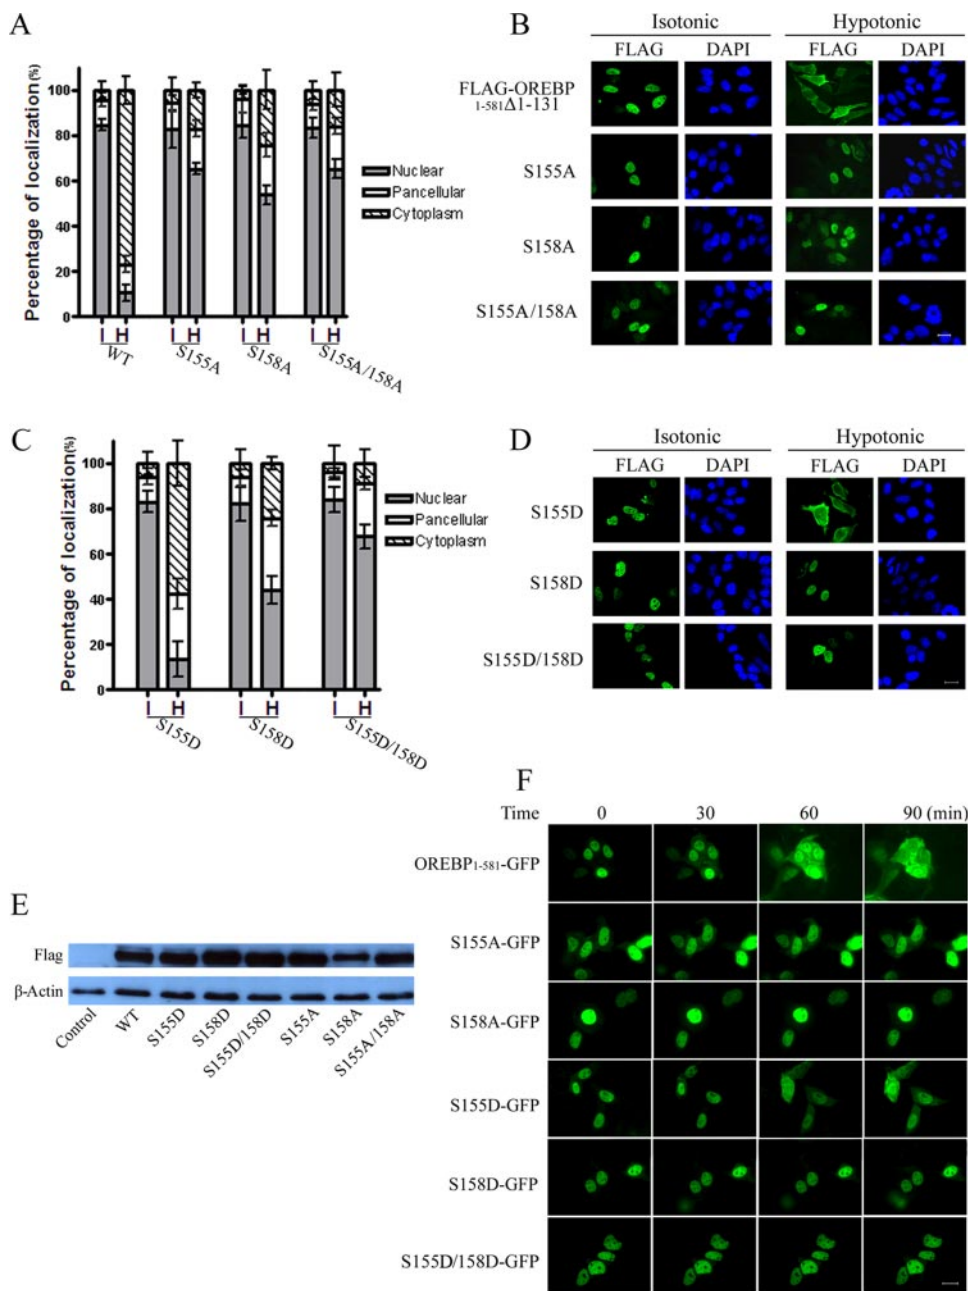 A
Percentage of localization(%)
100
80
60
40
20
0
I H
WT
I H
S155A
I H
S158A
I H
S155A/158A
Nuclear
Pancellular
Cytoplasm
B
Isotonic
Hypotonic
FLAG
DAPI
FLAG
DAPI
FLAG-OREBP
1-581Δ1-131
S155A
S158A
S155A/158A
C
Percentage of localization(%)
100
80
60
40
20
0
I H
S155D
I H
S158D
I H
S155D/158D
Nuclear
Pancellular
Cytoplasm
D
Isotonic
Hypotonic
FLAG
DAPI
FLAG
DAPI
S155D
S158D
S155D/158D
E
Flag
β-Actin
Control
WT
S155D
S158D
S155D/158D
S155A
S158A
S155A/158A
F
Time
0
30
60
90 (min)
OREBP1-581-GFP
S155A-GFP
S158A-GFP
S155D-GFP
S158D-GFP
S155D/158D-GFP